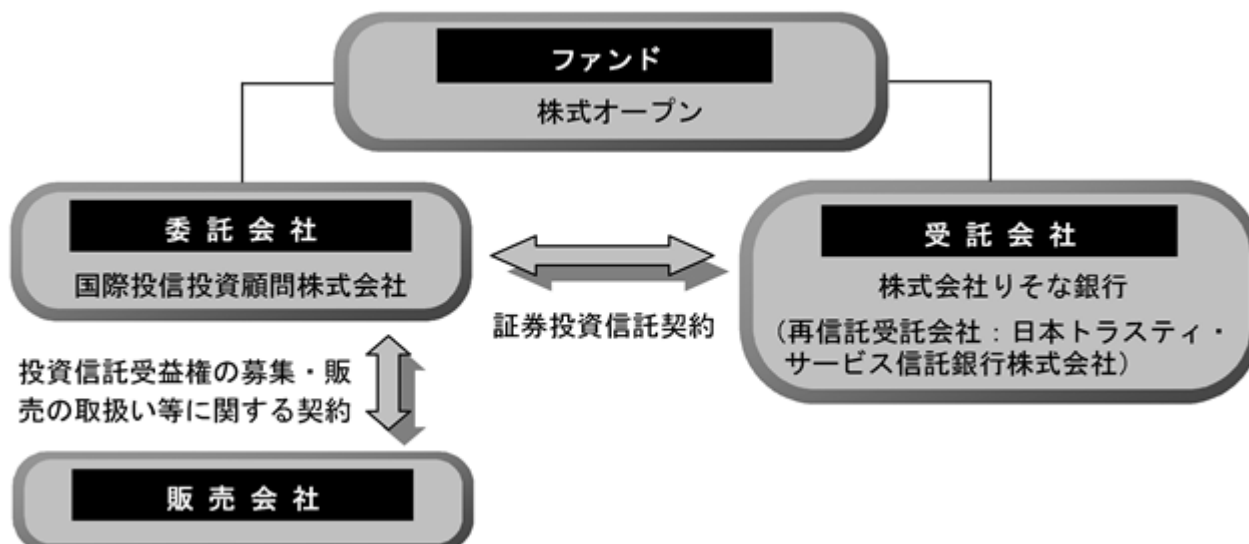 ファンド
株式オープン
委託会社
国際投信投資顧問株式会社
受託会社
株式会社りそな銀行
（再信託受託会社：日本トラスティ・
サービス信託銀行株式会社）
証券投資信託契約
投資信託受益権の募集・販
売の取扱い等に関する契約
販売会社